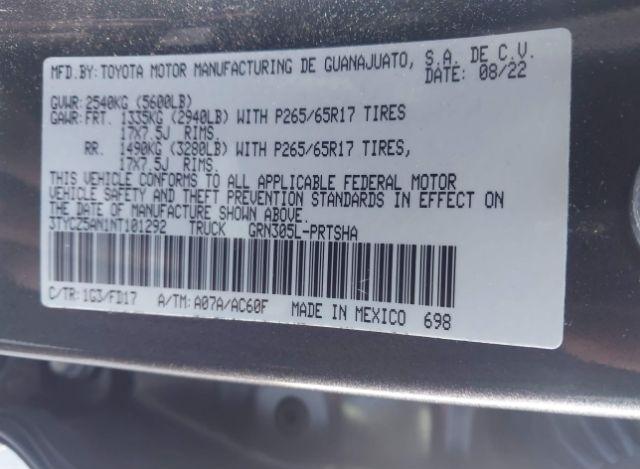 MFD.BY:TOYOTA MOTOR MANUFACTURING DE GUANAJUATO, S.A. DE C.V.
DATE: 08/22
GVWR:2540KG (5600LB)
GAWR:FRT. 1335KG (2940LB) WITH P265/65R17 TIRES
17X7.5J RIMS.
RR. 1490KG (3280LB) WITH P265/65R17 TIRES,
17X7.5J RIMS.
THIS VEHICLE CONFORMS TO ALL APPLICABLE FEDERAL MOTOR
VEHICLE SAFETY AND THEFT PREVENTION STANDARDS IN EFFECT ON
THE DATE OF MANUFACTURE SHOWN ABOVE.
3TYCZ5AN1NT101292 TRUCK GRN305L-PRTSHA
C/TR:1G3/FD17 A/TM:A07A/AC60F MADE IN MEXICO 698